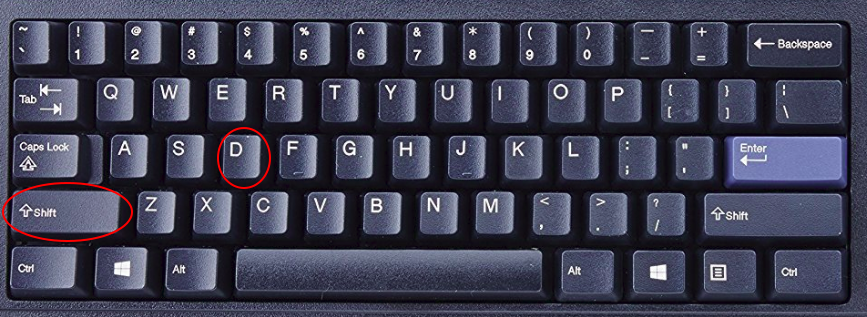 ~ ! @ # $ % ^ & * ( ) — +
` 1 2 3 4 5 6 7 8 9 0 - = ←Backspace
Tab Q W E R T Y U I O P { } ¦
[ ] \
Caps Lock A S D F G H J K L : " Enter
; '
⇧Shift Z X C V B N M < > ? ⇧Shift
, . /
Ctrl Alt Alt Ctrl